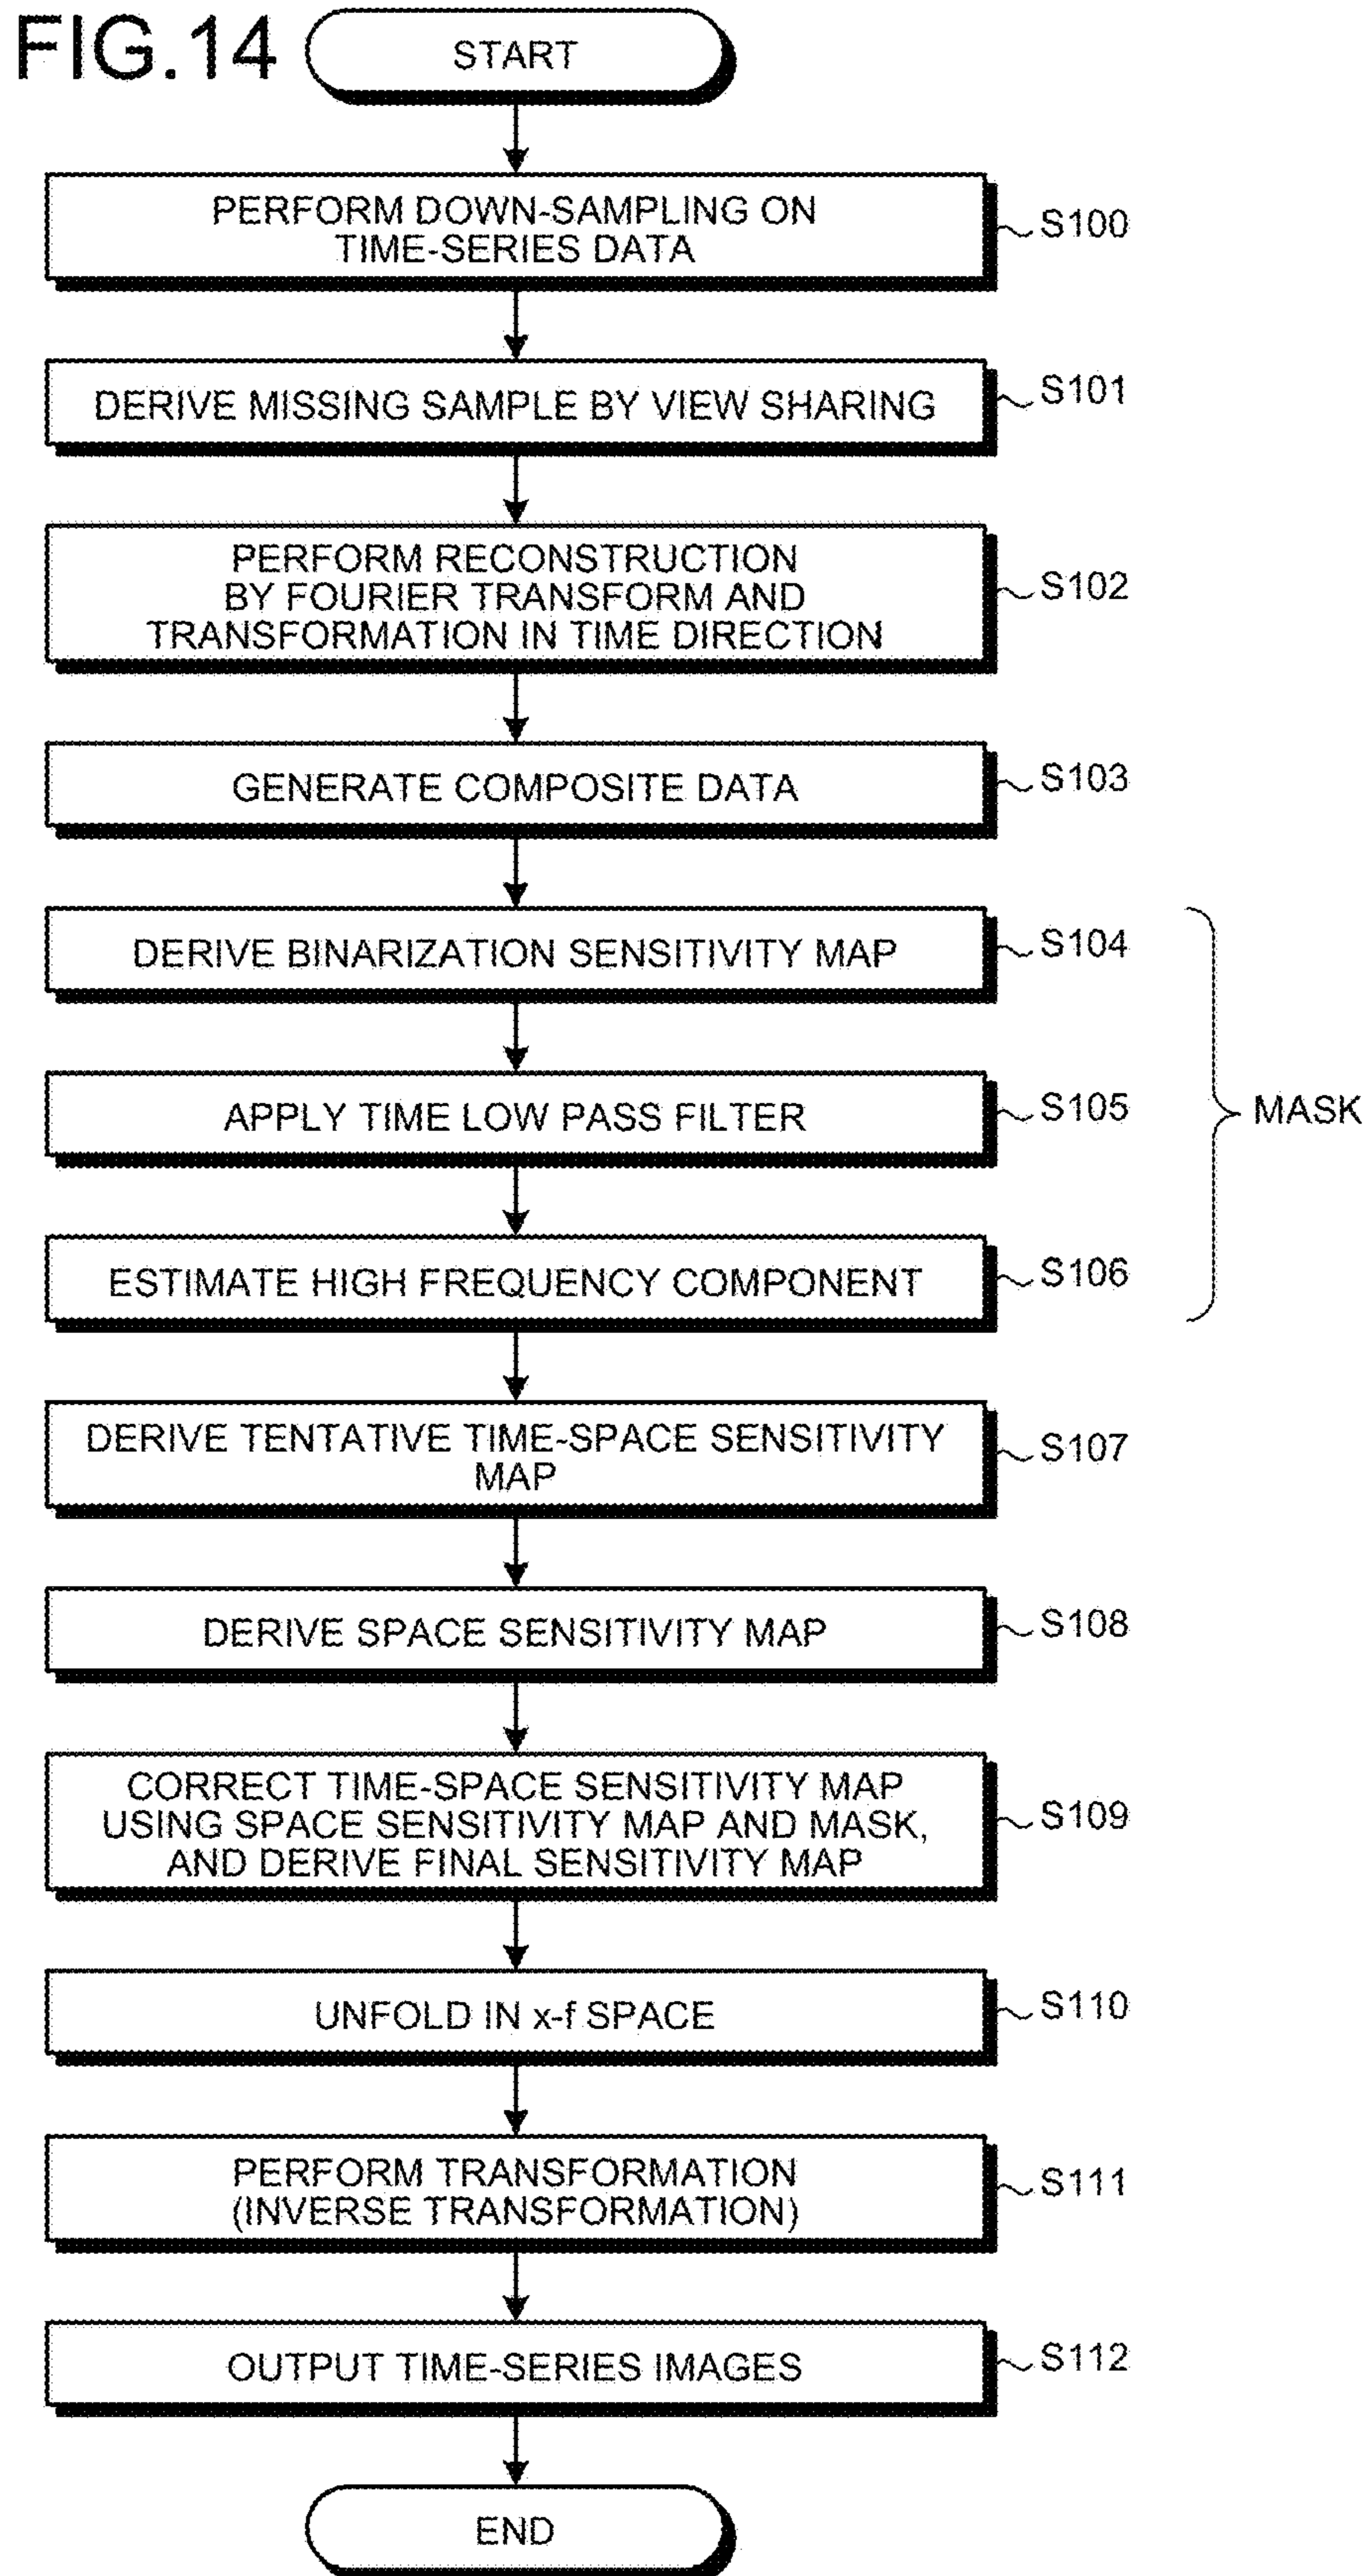 FIG.14
START
PERFORM DOWN-SAMPLING ON
TIME-SERIES DATA
S100
DERIVE MISSING SAMPLE BY VIEW SHARING
S101
PERFORM RECONSTRUCTION
BY FOURIER TRANSFORM AND
TRANSFORMATION IN TIME DIRECTION
S102
GENERATE COMPOSITE DATA
S103
DERIVE BINARIZATION SENSITIVITY MAP
S104
APPLY TIME LOW PASS FILTER
S105
MASK
ESTIMATE HIGH FREQUENCY COMPONENT
S106
DERIVE TENTATIVE TIME-SPACE SENSITIVITY
MAP
S107
DERIVE SPACE SENSITIVITY MAP
S108
CORRECT TIME-SPACE SENSITIVITY MAP
USING SPACE SENSITIVITY MAP AND MASK,
AND DERIVE FINAL SENSITIVITY MAP
S109
UNFOLD IN x-f SPACE
S110
PERFORM TRANSFORMATION
(INVERSE TRANSFORMATION)
S111
OUTPUT TIME-SERIES IMAGES
S112
END